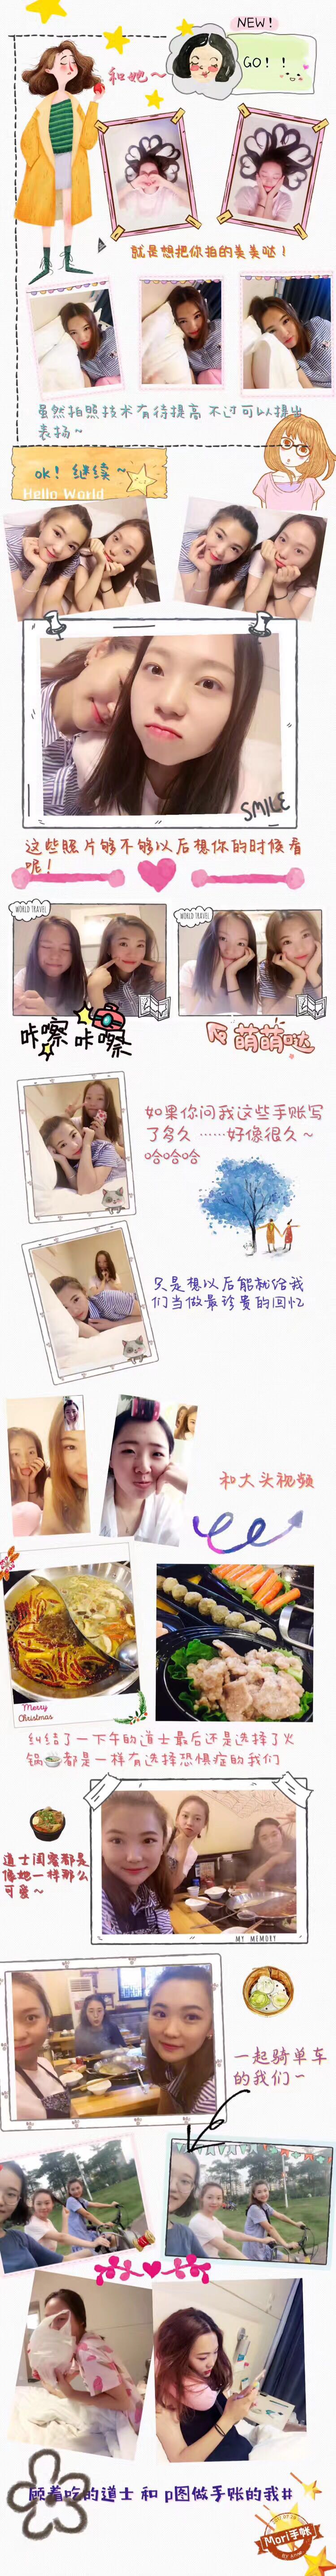 NEW!
和她~
GO!!
就是想把你拍的美美哒!
虽然拍照技术有待提高 不过可以提出
表扬~
ok! 继续~
Hello World
SMILE
这些照片够不够以后想你的时候看
呢!
WORLD TRAVEL
WORLD TRAVEL
咔嚓 咔嚓
萌萌哒
如果你问我这些手账写
了多久 ……好像很久~
哈哈哈
只是想以后能就给我
们当做最珍贵的回忆
和大头视频
Merry
Christmas
纠结了一下午的道士最后还是选择了火
锅都是一样有选择恐惧症的我们
道士闺蜜都是
像她一样那么
可爱~
MY MEMORY
一起骑单车
的我们~
顾着吃的道士 和 p图做手账的我#
Mori手帐